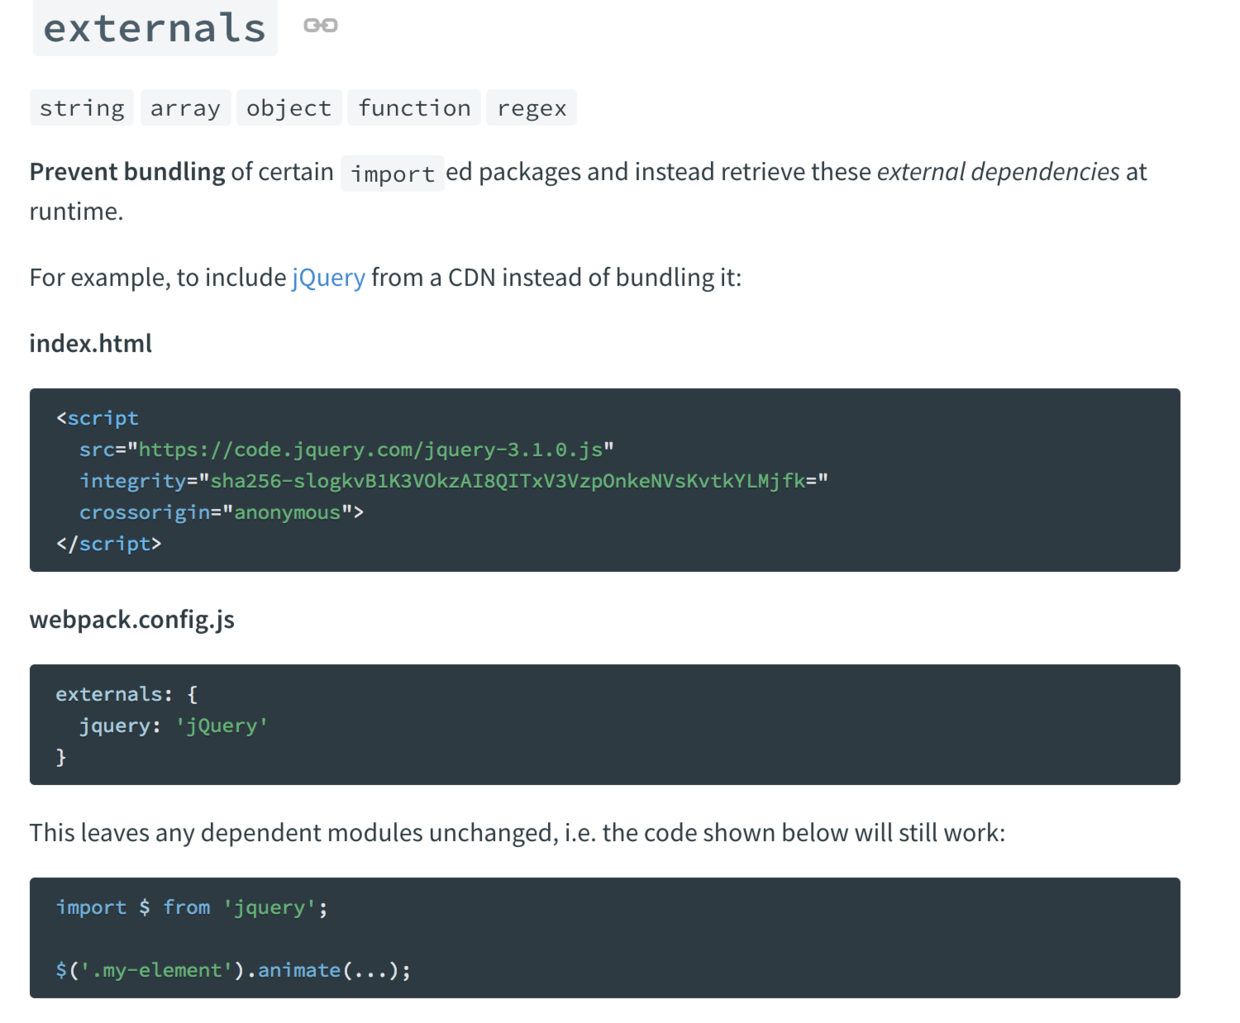 externals
string array object function regex
Prevent bundling of certain import ed packages and instead retrieve these external dependencies at
runtime.
For example, to include jQuery from a CDN instead of bundling it:
index.html
<script
  src="https://code.jquery.com/jquery-3.1.0.js"
  integrity="sha256-slogkvB1K3VOkzAI8QITxV3VzpOnkeNVsKvtkYLMjfk="
  crossorigin="anonymous">
</script>
webpack.config.js
externals: {
  jquery: 'jQuery'
}
This leaves any dependent modules unchanged, i.e. the code shown below will still work:
import $ from 'jquery';
$('.my-element').animate(...);